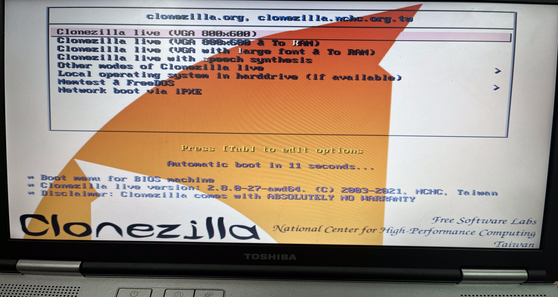 clonezilla.org, clonezilla.nchc.org.tw
Clonezilla live (VGA 800x600)
Clonezilla live (VGA 800x600 & To RAM)
Clonezilla live (VGA with large font & To RAM)
Clonezilla live with speech synthesis
Other modes of Clonezilla live >
Local operating system in harddrive (if available)
Memtest & FreeDOS >
Network boot via iPXE
Press [Tab] to edit options
Automatic boot in 11 seconds...
* Boot menu for BIOS machine
* Clonezilla live version: 2.8.0-27-amd64. (C) 2003-2021, NCHC, Taiwan
* Disclaimer: Clonezilla comes with ABSOLUTELY NO WARRANTY
Clonezilla
Free Software Labs
National Center for High-Performance Computing
Taiwan
TOSHIBA